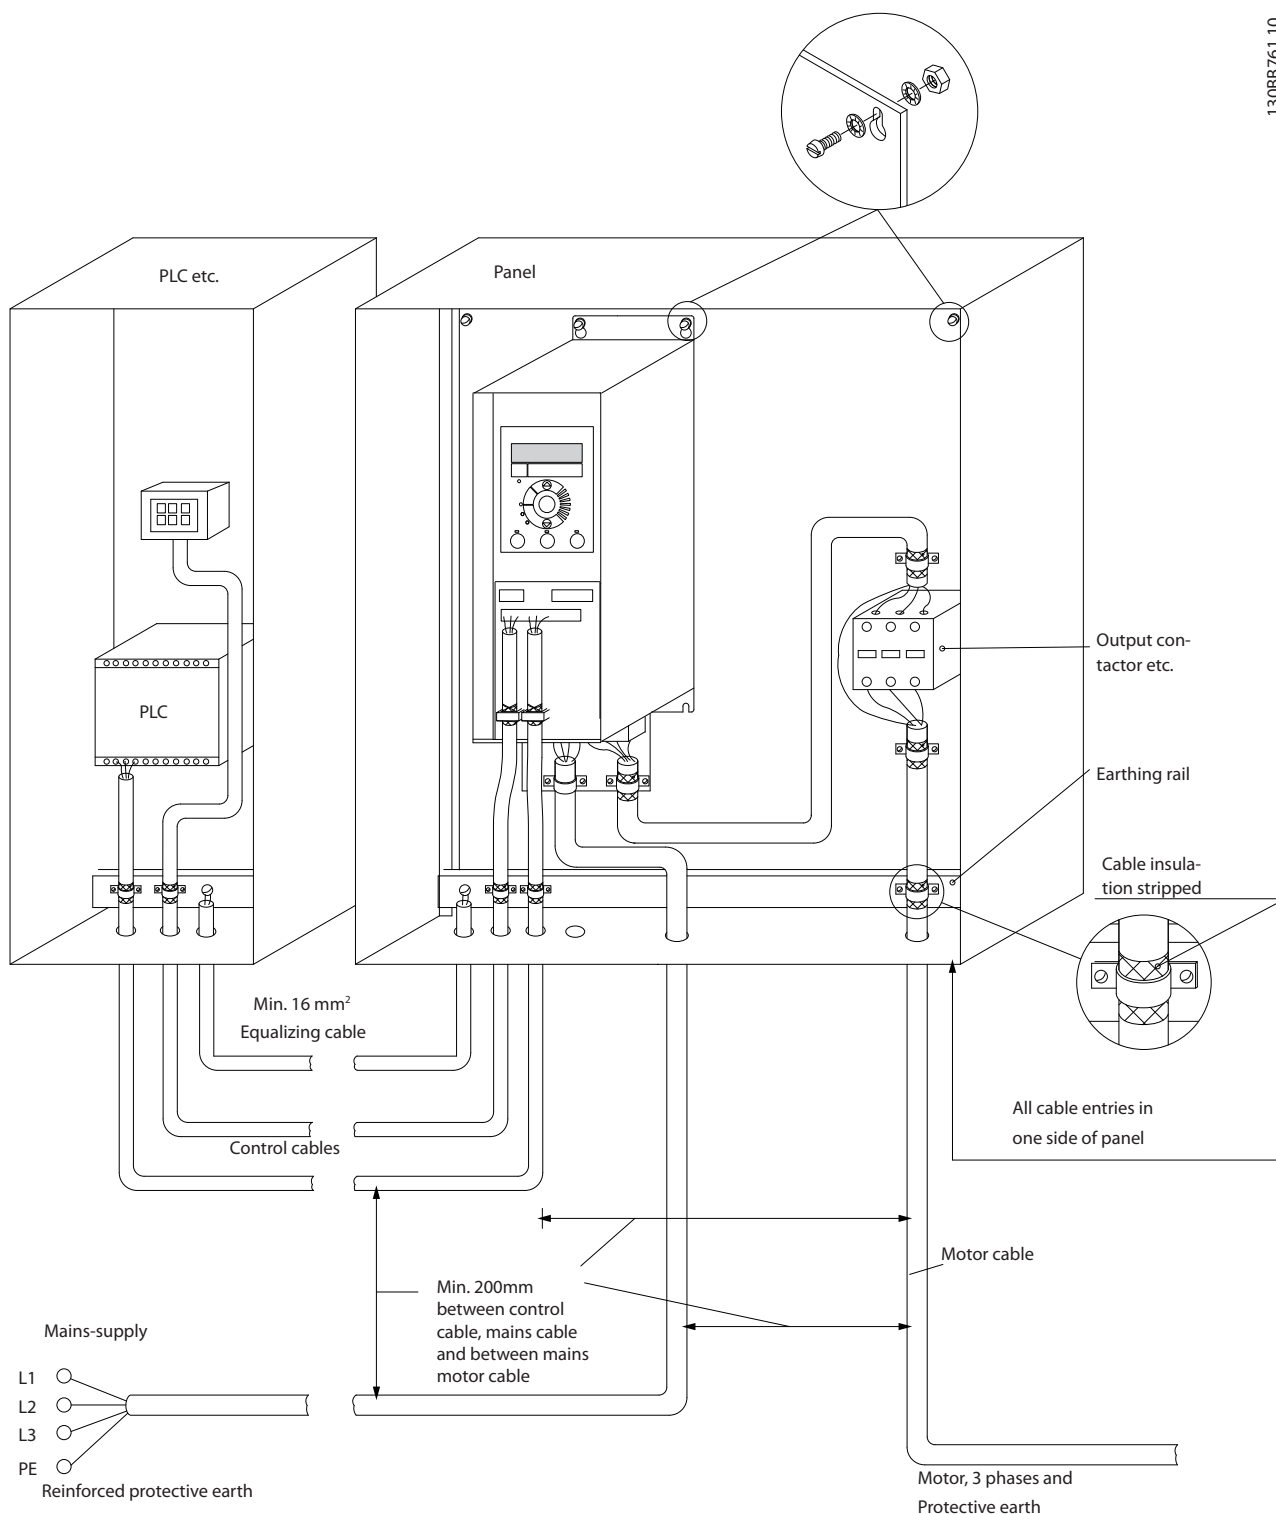 130BB761.10
PLC etc.
Panel
PLC
Output con-
tactor etc.
Earthing rail
Cable insula-
tion stripped
Min. 16 mm²
Equalizing cable
All cable entries in
one side of panel
Control cables
Motor cable
Min. 200mm
between control
cable, mains cable
and between mains
motor cable
Mains-supply
L1
L2
L3
PE
Reinforced protective earth
Motor, 3 phases and
Protective earth